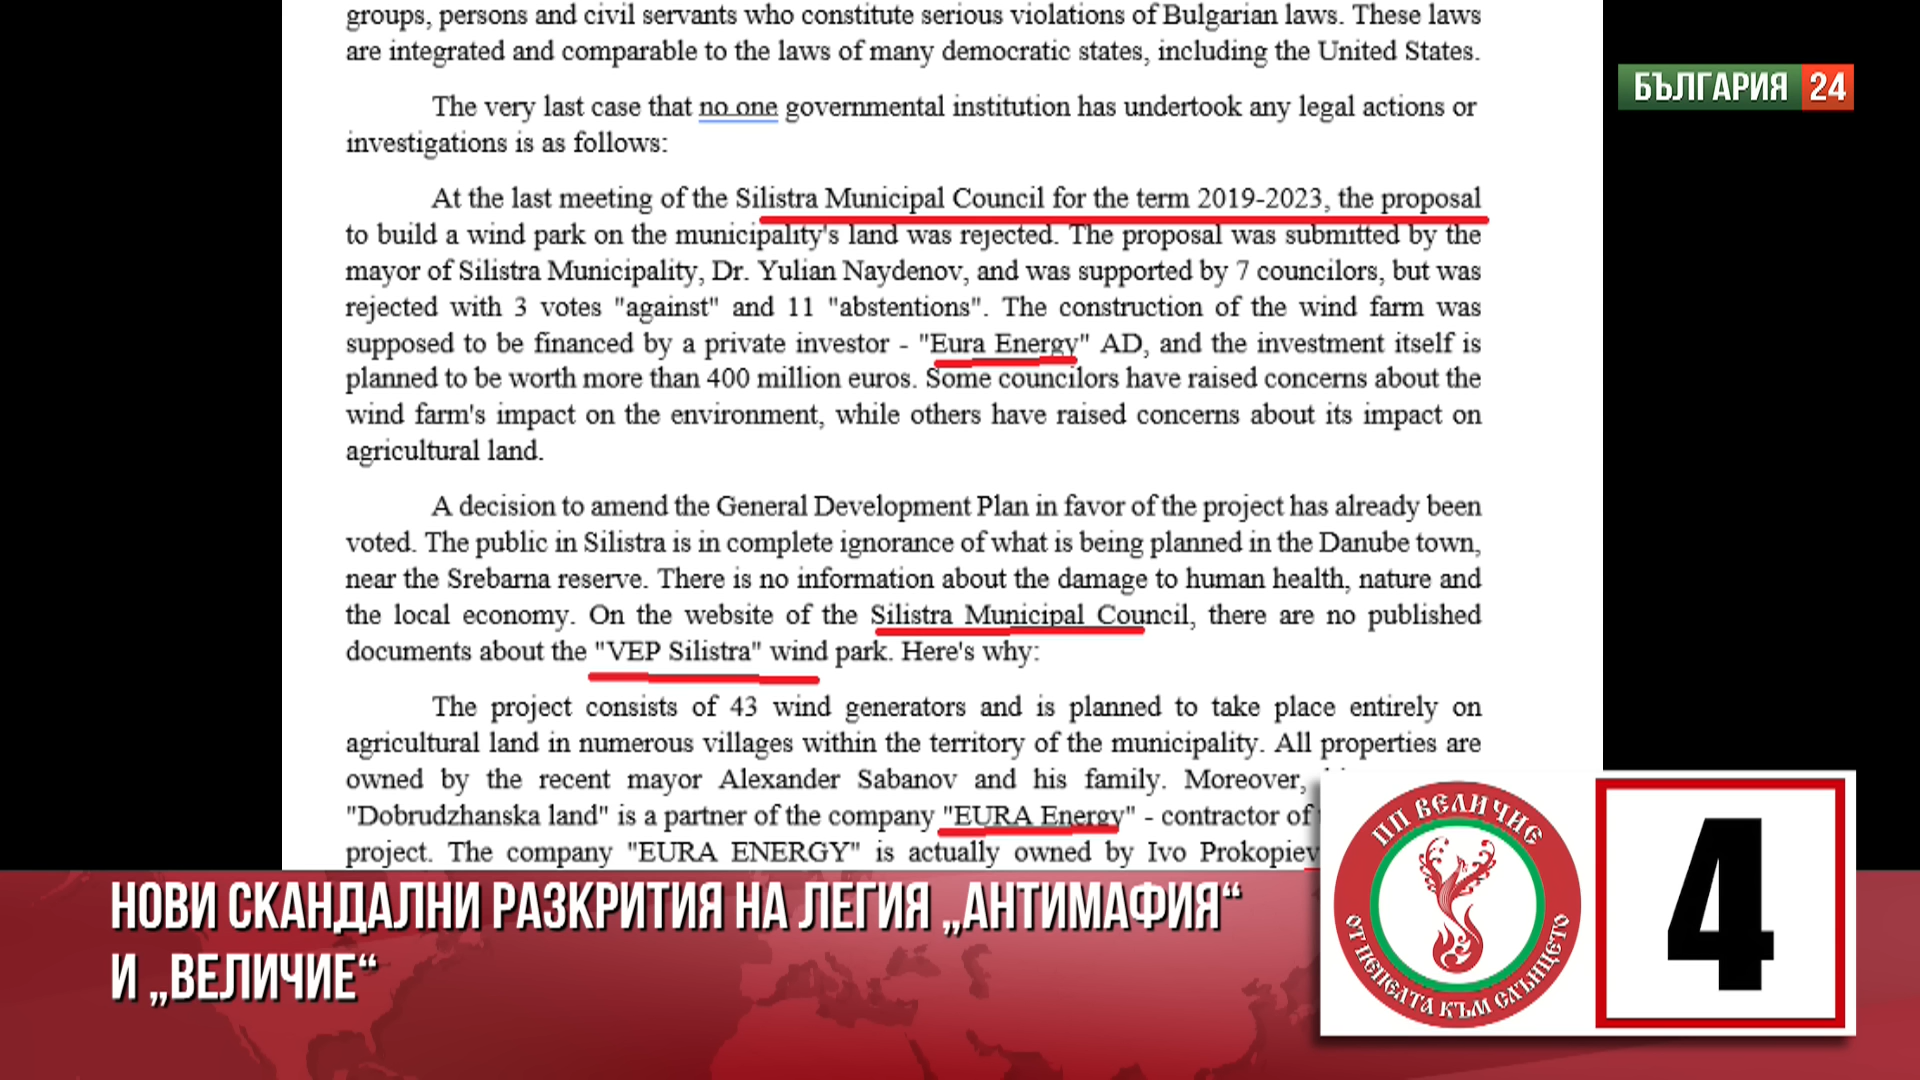 groups, persons and civil servants who constitute serious violations of Bulgarian laws. These laws
are integrated and comparable to the laws of many democratic states, including the United States.
The very last case that no one governmental institution has undertook any legal actions or
investigations is as follows:
At the last meeting of the Silistra Municipal Council for the term 2019-2023, the proposal
to build a wind park on the municipality's land was rejected. The proposal was submitted by the
mayor of Silistra Municipality, Dr. Yulian Naydenov, and was supported by 7 councilors, but was
rejected with 3 votes "against" and 11 "abstentions". The construction of the wind farm was
supposed to be financed by a private investor - "Eura Energy" AD, and the investment itself is
planned to be worth more than 400 million euros. Some councilors have raised concerns about the
wind farm's impact on the environment, while others have raised concerns about its impact on
agricultural land.
A decision to amend the General Development Plan in favor of the project has already been
voted. The public in Silistra is in complete ignorance of what is being planned in the Danube town,
near the Srebarna reserve. There is no information about the damage to human health, nature and
the local economy. On the website of the Silistra Municipal Council, there are no published
documents about the "VEP Silistra" wind park. Here's why:
The project consists of 43 wind generators and is planned to take place entirely on
agricultural land in numerous villages within the territory of the municipality. All properties are
owned by the recent mayor Alexander Sabanov and his family. Moreover,
"Dobrudzhanska land" is a partner of the company "EURA Energy" - contractor of
project. The company "EURA ENERGY" is actually owned by Ivo Prokopiev
БЪЛГАРИЯ 24
НОВИ СКАНДАЛНИ РАЗКРИТИЯ НА ЛЕГИЯ „АНТИМАФИЯ“
И „ВЕЛИЧИЕ“
ПП ВЕЛИЧИЕ
ОТ ПЕПЕЛТА КЪМ СЛЪНЦЕТО
4